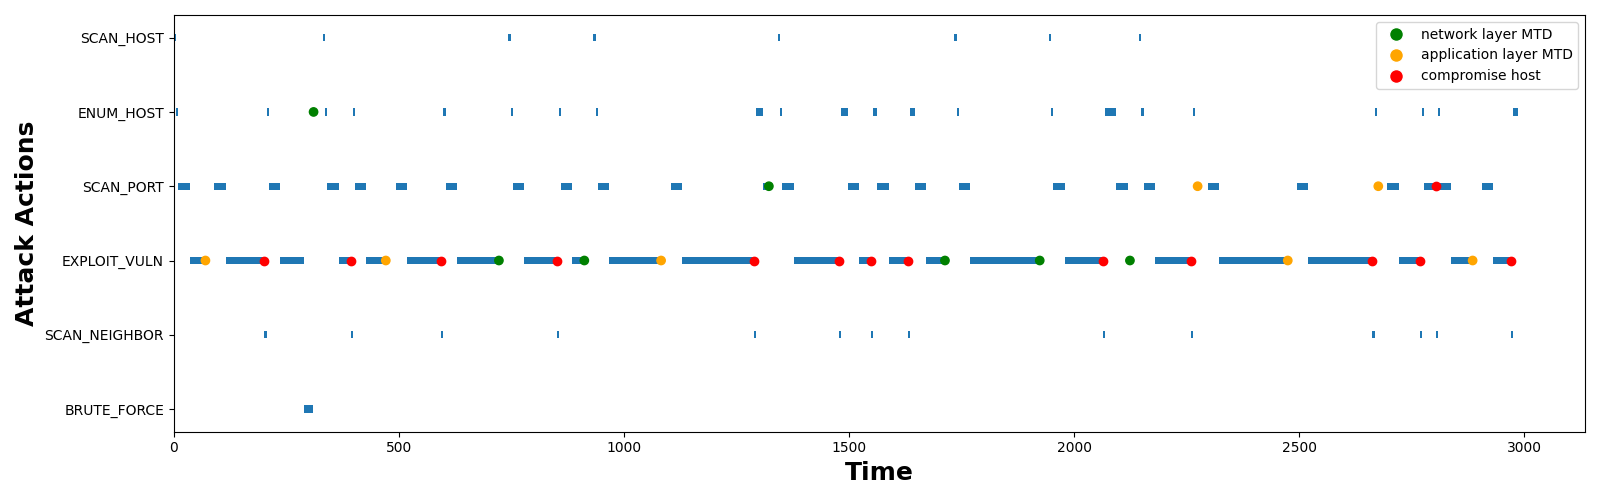 SCAN_HOST
ENUM_HOST
SCAN_PORT
EXPLOIT_VULN
SCAN_NEIGHBOR
BRUTE_FORCE
Attack Actions
network layer MTD
application layer MTD
compromise host
0 500 1000 1500 2000 2500 3000
Time